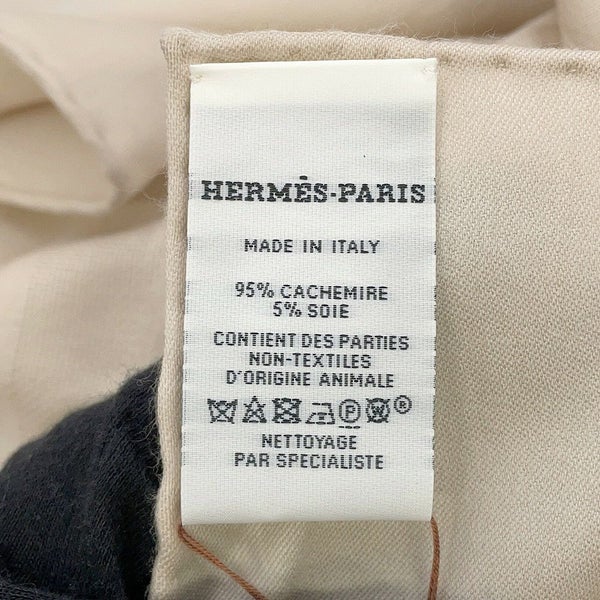 HERMÈS-PARIS
MADE IN ITALY
95% CACHEMIRE
5% SOIE
CONTIENT DES PARTIES
NON-TEXTILES
D'ORIGINE ANIMALE
P W ®
NETTOYAGE
PAR SPECIALISTE